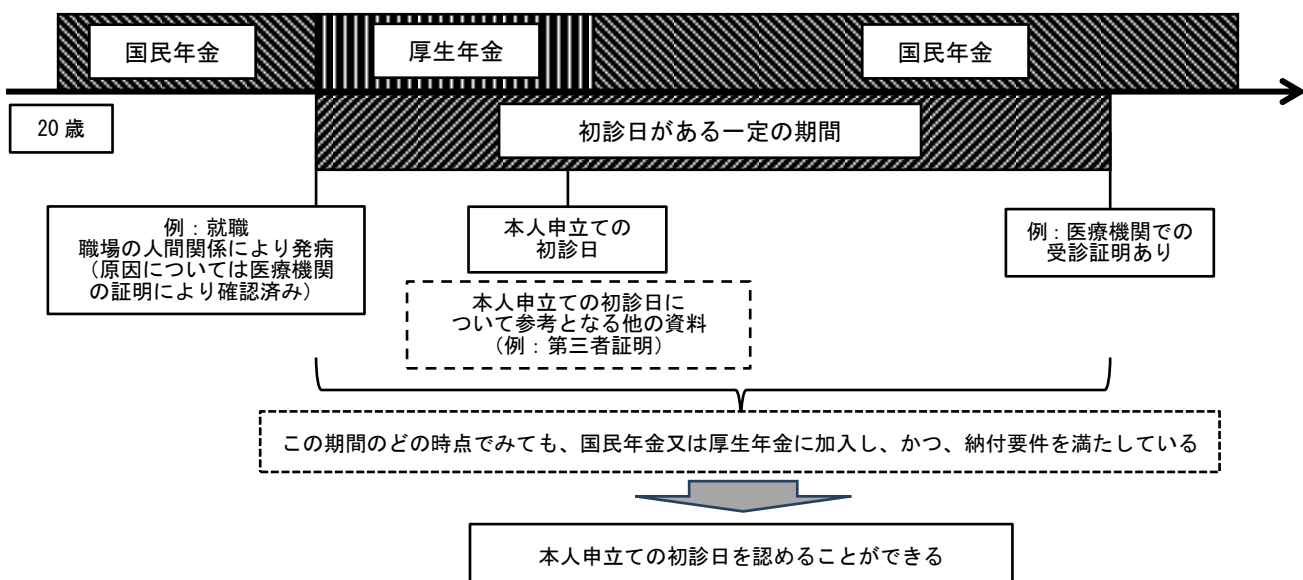 国民年金
厚生年金
国民年金
20 歳
初診日がある一定の期間
例：就職
職場の人間関係により発病
（原因については医療機関
の証明により確認済み）
本人申立ての
初診日
例：医療機関での
受診証明あり
本人申立ての初診日に
ついて参考となる他の資料
（例：第三者証明）
この期間のどの時点でみても、国民年金又は厚生年金に加入し、かつ、納付要件を満たしている
本人申立ての初診日を認めることができる